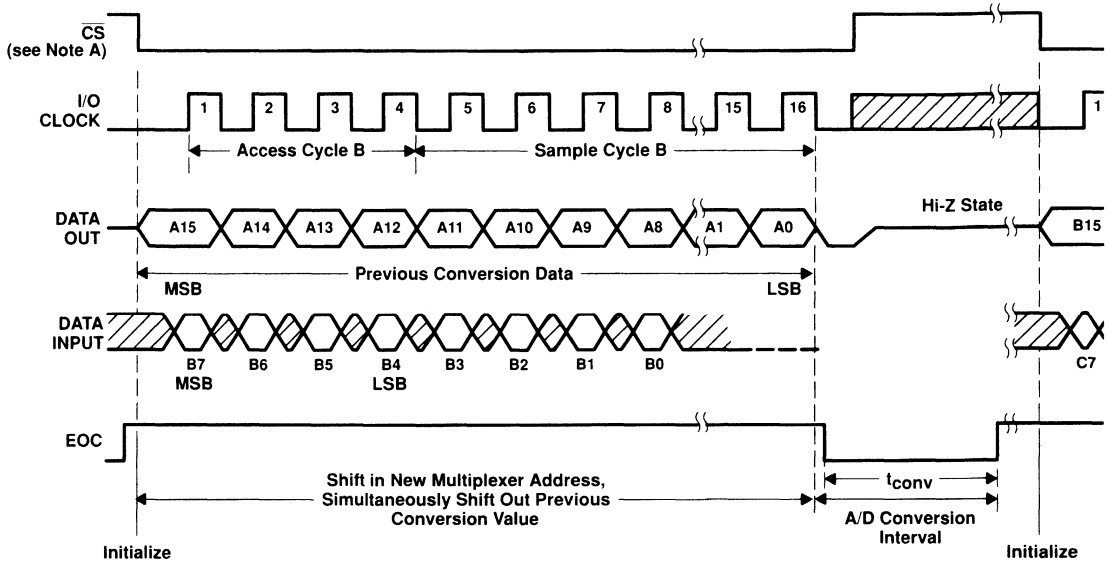 CS
(see Note A)
I/O
CLOCK
1 2 3 4 5 6 7 8 15 16 1
Access Cycle B
Sample Cycle B
DATA
OUT
A15 A14 A13 A12 A11 A10 A9 A8 A1 A0
Hi-Z State
B15
Previous Conversion Data
MSB
LSB
DATA
INPUT
B7 B6 B5 B4 B3 B2 B1 B0 C7
MSB
LSB
EOC
Shift in New Multiplexer Address,
Simultaneously Shift Out Previous
Conversion Value
tconv
A/D Conversion
Interval
Initialize
Initialize